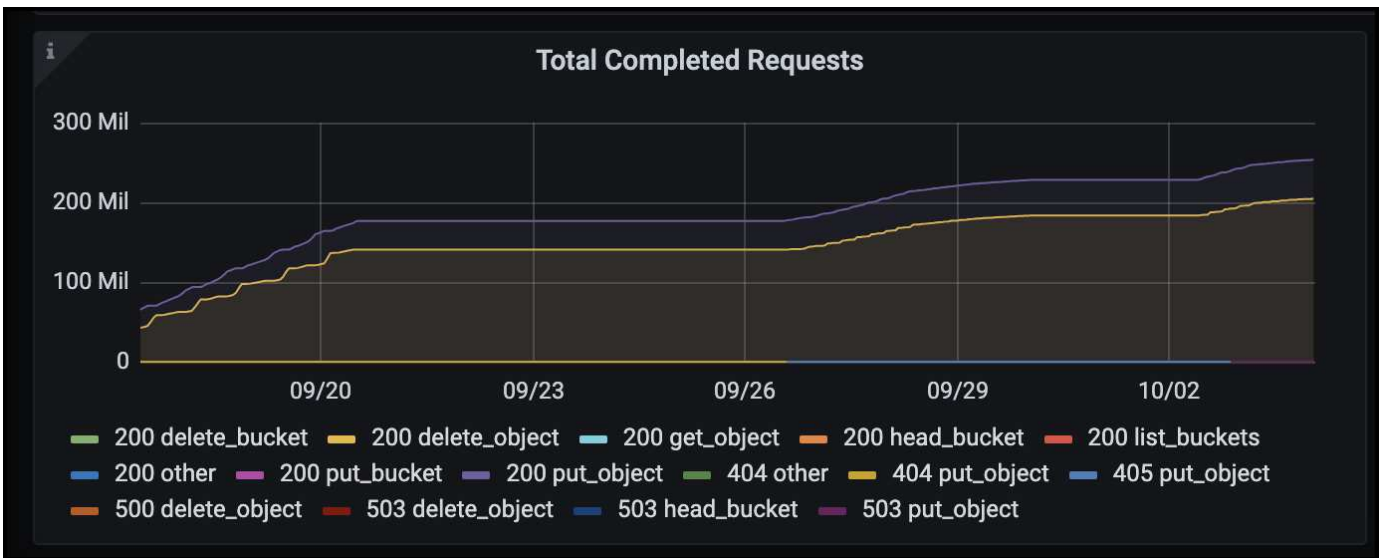 i
Total Completed Requests
300 Mil
200 Mil
100 Mil
0
09/20 09/23 09/26 09/29 10/02
200 delete_bucket 200 delete_object 200 get_object 200 head_bucket 200 list_buckets
200 other 200 put_bucket 200 put_object 404 other 404 put_object 405 put_object
500 delete_object 503 delete_object 503 head_bucket 503 put_object